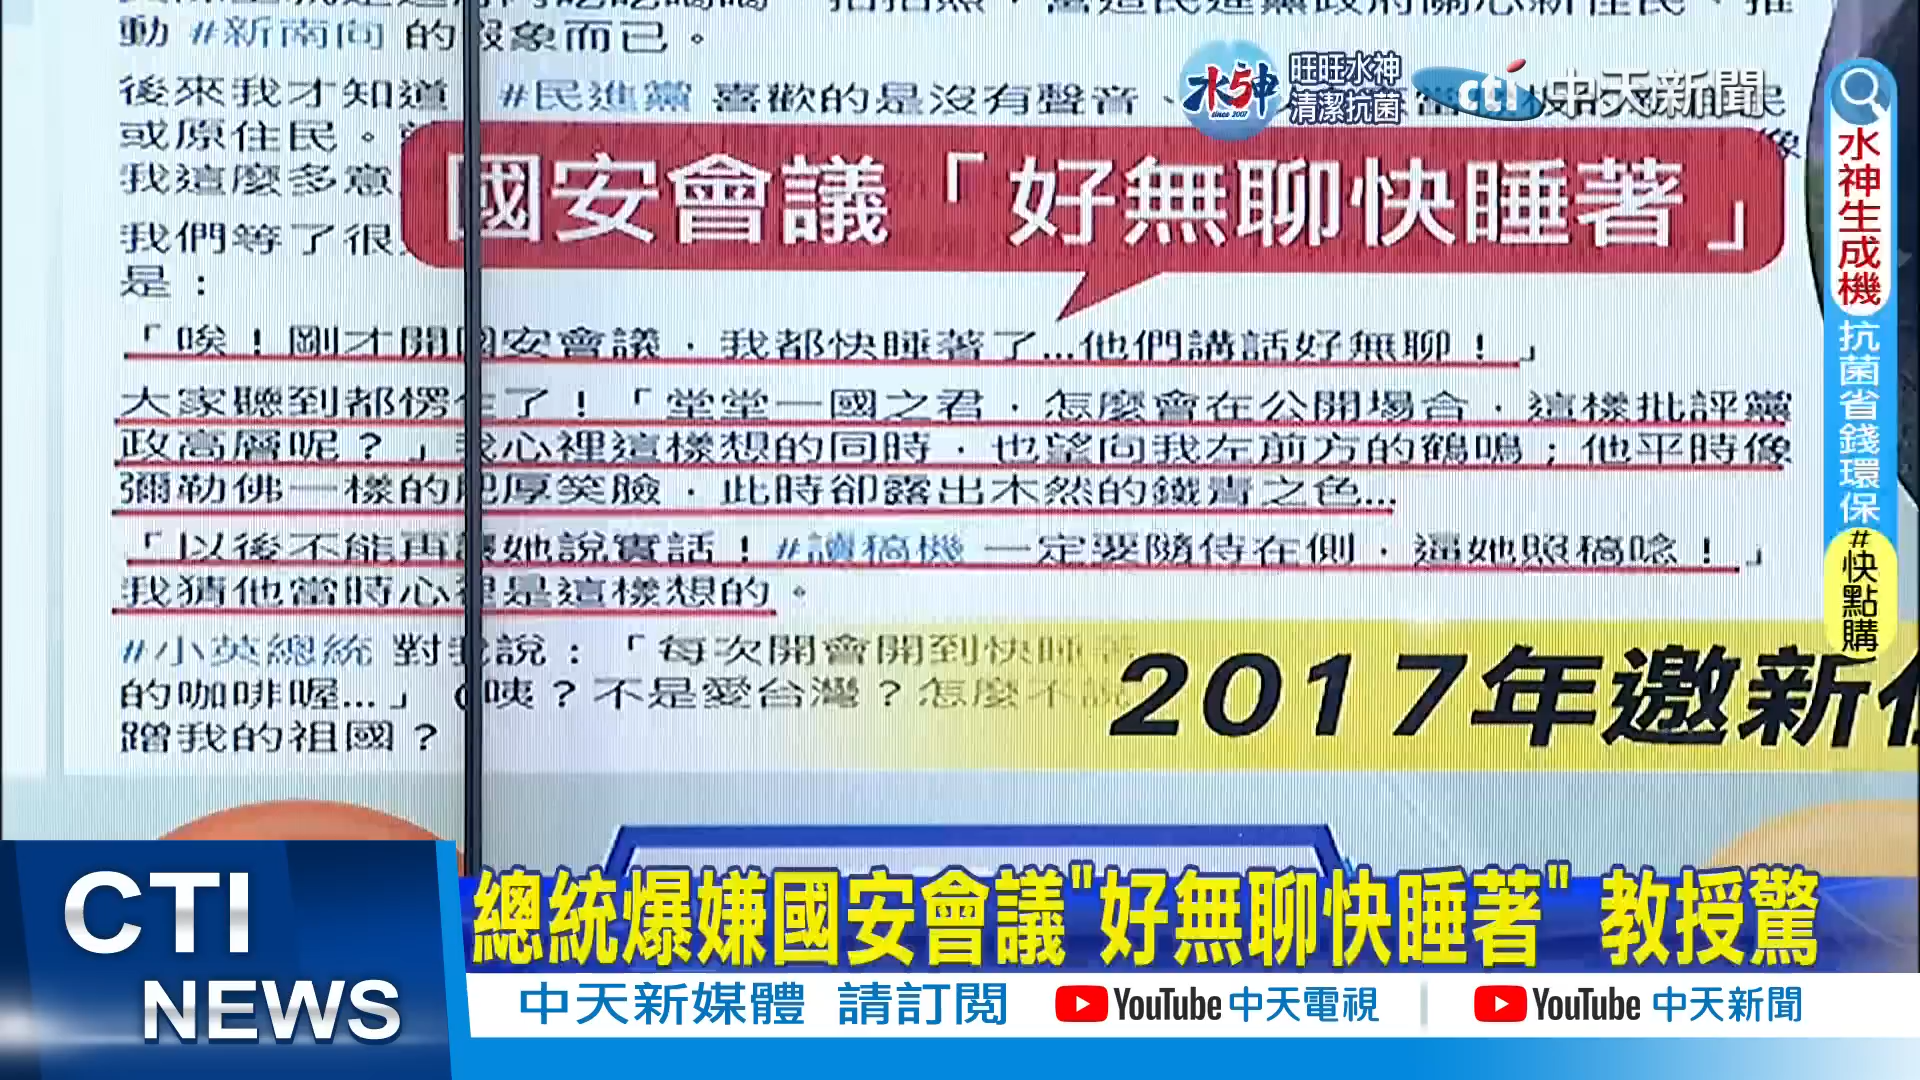 動 #新南向 的假象而已。
後來我才知道 #民進黨 喜歡的是沒有聲音、
或原住民。
我這麼多意
國安會議「好無聊快睡著」
我們等了很
是：
「唉！剛才開國安會議，我都快睡著了...他們講話好無聊！」
大家聽到都愣住了！「堂堂一國之君，怎麼會在公開場合，這樣批評黨
政高層呢？」我心裡這樣想的同時，也望向我左前方的鶴鳴；他平時像
彌勒佛一樣的肥厚笑臉，此時卻露出木然的鐵青之色...
「以後不能再讓她說實話！#讀稿機 一定要隨侍在側，逼她照稿唸！」
我猜他當時心裡是這樣想的。
#小英總統 對我說：「每次開會開到快睡著
的咖啡喔...」（咦？不是愛台灣？怎麼不說
蹭我的祖國？
2017年邀新住
水神
since 2007
旺旺水神
清潔抗菌
cti 中天新聞
水神生成機
抗菌省錢環保
#快點購
CTI
NEWS
總統爆嫌國安會議"好無聊快睡著" 教授驚
中天新媒體 請訂閱 YouTube 中天電視 | YouTube 中天新聞